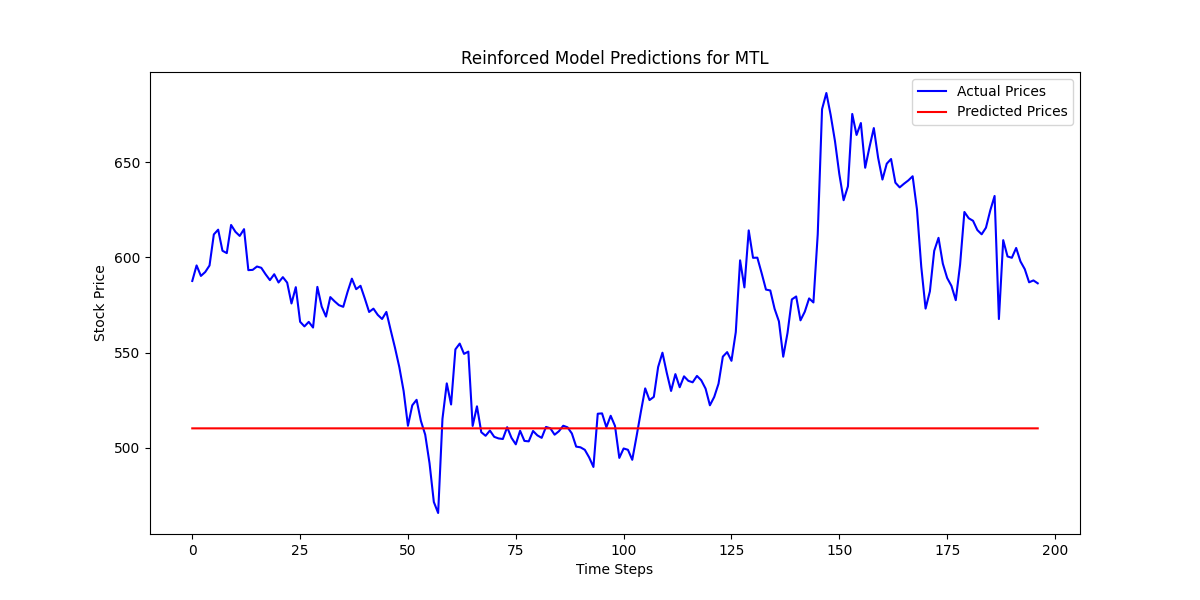 Reinforced Model Predictions for MTL
Actual Prices
Predicted Prices
Stock Price
650
600
550
500
0 25 50 75 100 125 150 175 200
Time Steps